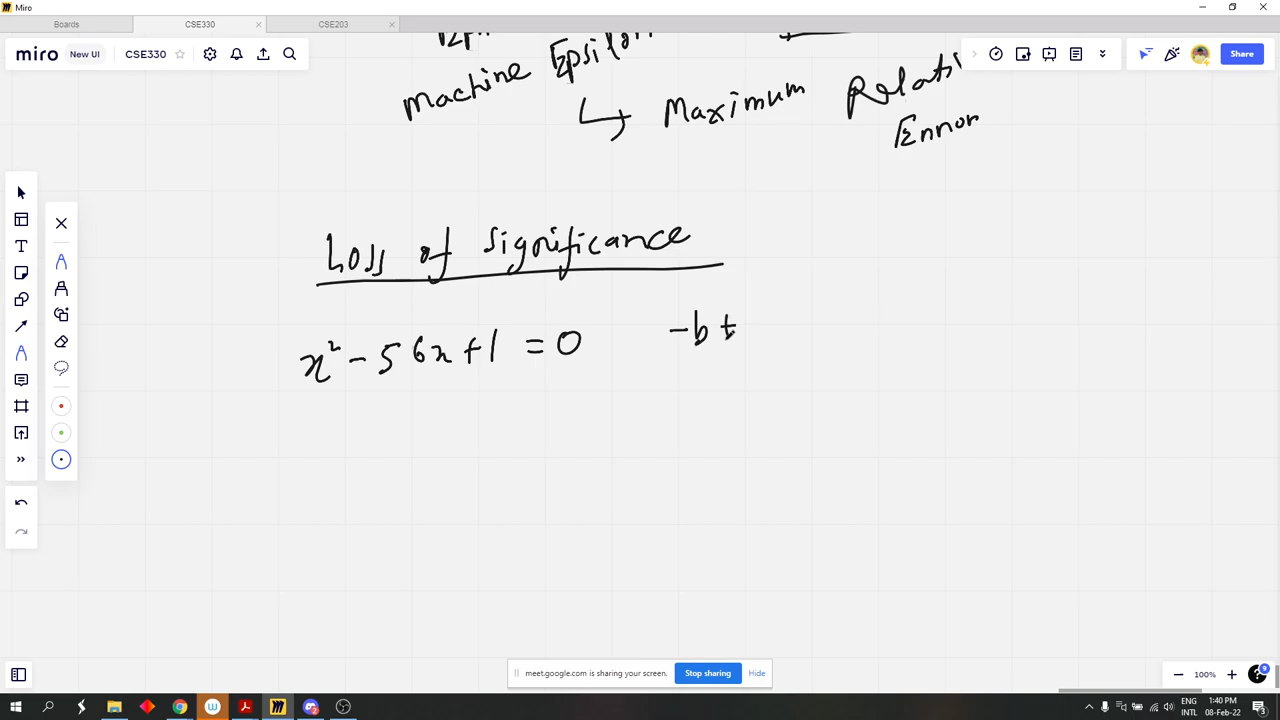 Miro
Boards
CSE330
CSE203
miro
New UI
CSE330
Share
Machine Epsilon
↳ Maximum
Error
Loss of significance
x² - 56x + 1 = 0
-b ±
meet.google.com is sharing your screen.
Stop sharing
Hide
100%
ENG
INTL
1:40 PM
08-Feb-22